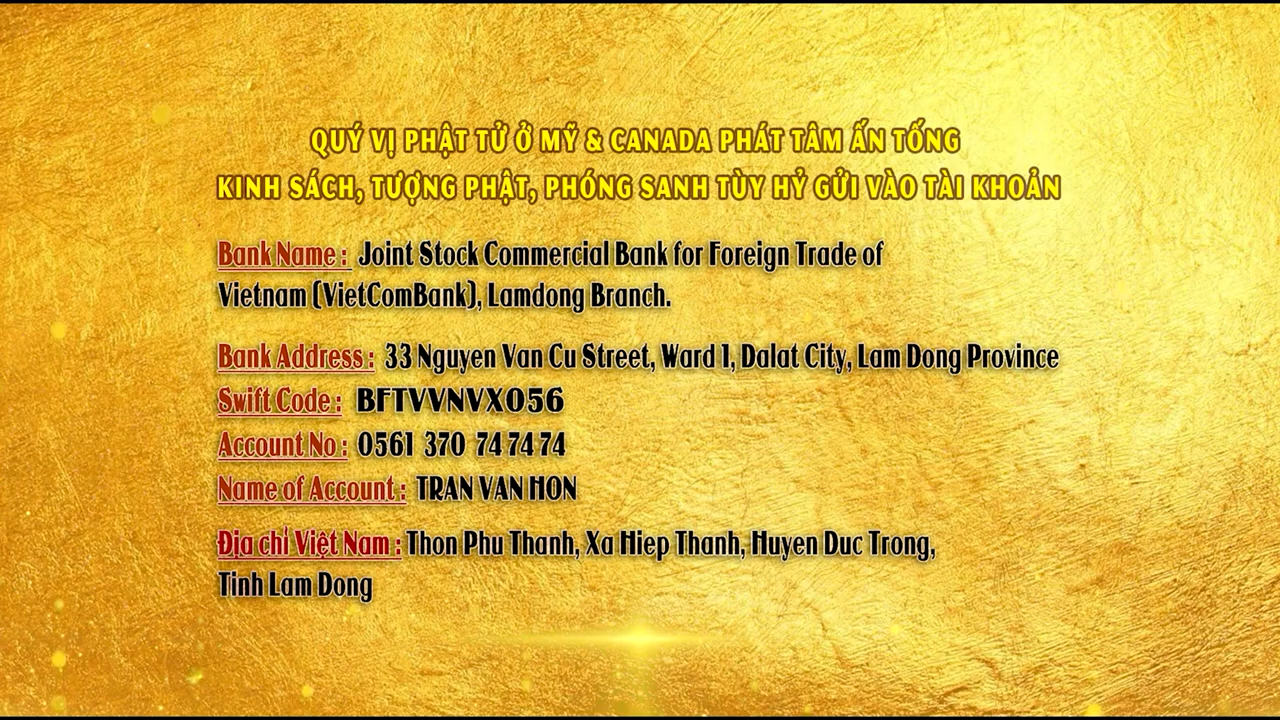 QUÝ VỊ PHẬT TỬ Ở MỸ & CANADA PHÁT TÂM ẤN TỐNG
KINH SÁCH, TƯỢNG PHẬT, PHÓNG SANH TÙY HỶ GỬI VÀO TÀI KHOẢN
Bank Name : Joint Stock Commercial Bank for Foreign Trade of
Vietnam (VietComBank), Lamdong Branch.
Bank Address : 33 Nguyen Van Cu Street, Ward 1, Dalat City, Lam Dong Province
Swift Code : BFTVVNVX056
Account No : 0561 370 74 74 74
Name of Account : TRAN VAN HON
Địa chỉ Việt Nam : Thon Phu Thanh, Xa Hiep Thanh, Huyen Duc Trong,
Tinh Lam Dong